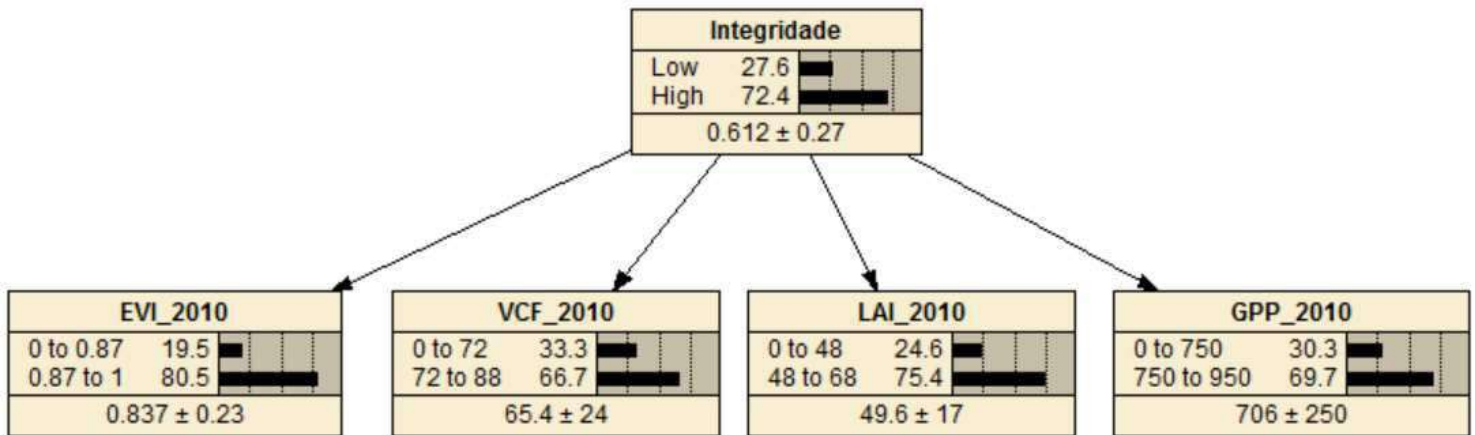 Integridade
Low 27.6
High 72.4
0.612 ± 0.27
EVI_2010
0 to 0.87 19.5
0.87 to 1 80.5
0.837 ± 0.23
VCF_2010
0 to 72 33.3
72 to 88 66.7
65.4 ± 24
LAI_2010
0 to 48 24.6
48 to 68 75.4
49.6 ± 17
GPP_2010
0 to 750 30.3
750 to 950 69.7
706 ± 250